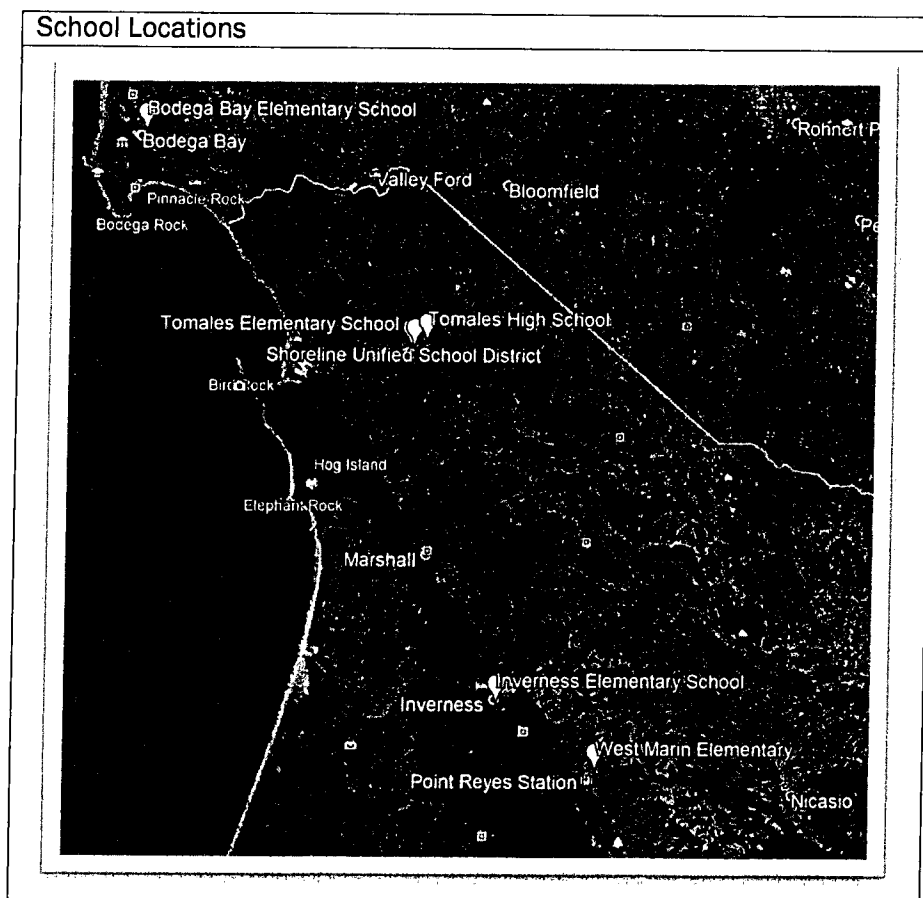 School Locations
Bodega Bay Elementary School
Bodega Bay
Rohnert P
Valley Ford
Bloomfield
Pinnacle Rock
Bodega Rock
Pe
Tomales Elementary School
Tomales High School
Shoreline Unified School District
Bird Rock
Hog Island
Elephant Rock
Marshall
Inverness Elementary School
Inverness
West Marin Elementary
Point Reyes Station
Nicasio